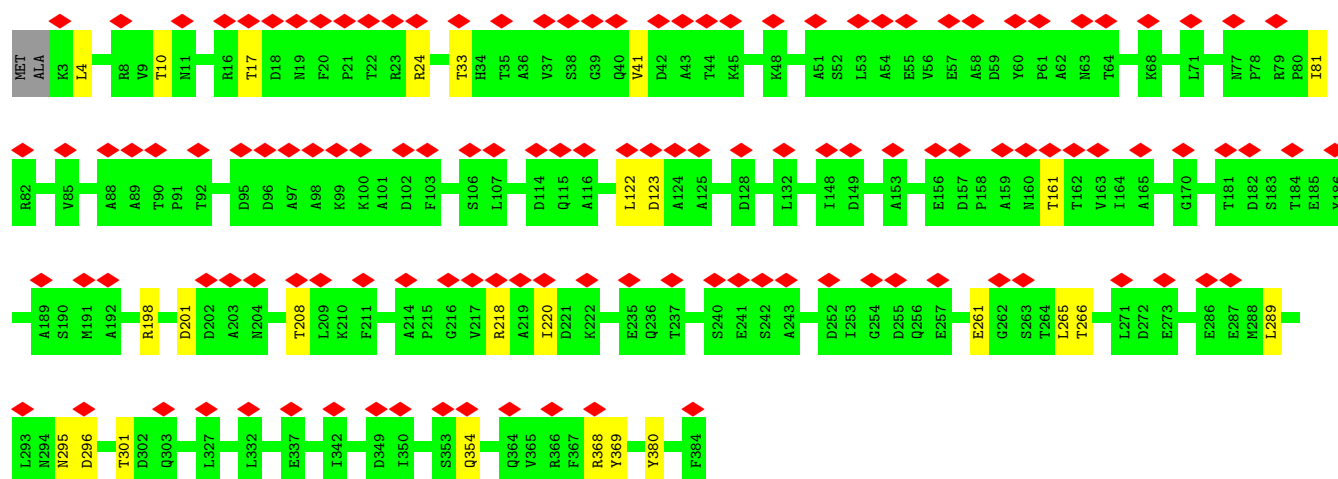 MET ALA K3 L4 R8 V9 T10 N11 R16 T17 D18 N19 F20 P21 T22 R23 R24 T33 H34 T35 A36 V37 S38 G39 Q40 V41 D42 A43 T44 K45 K48 A51 S52 L53 A54 E55 V56 E57 A58 D59 Y60 P61 A62 N63 T64 K68 L71 N77 P78 R79 P80 I81
R82 V85 A88 A89 T90 P91 T92 D95 D96 A97 A98 K99 K100 A101 D102 F103 S106 L107 D114 Q115 A116 L122 D123 A124 A125 D128 L132 I148 D149 A153 E156 D157 P158 A159 N160 T161 T162 V163 I164 A165 G170 T181 D182 S183 T184 E185
A189 S190 M191 A192 R198 D201 D202 A203 N204 T208 L209 K210 F211 A214 P215 G216 V217 R218 A219 I220 D221 K222 E235 Q236 T237 S240 E241 S242 A243 D252 I253 G254 D255 Q256 E257 E261 G262 S263 T264 L265 T266 L271 D272 E273 E286 E287 M288 L289
L293 N294 N295 D296 T301 D302 Q303 L327 L332 E337 I342 D349 I350 S353 Q354 Q364 V365 R366 F367 R368 Y369 Y380 F384